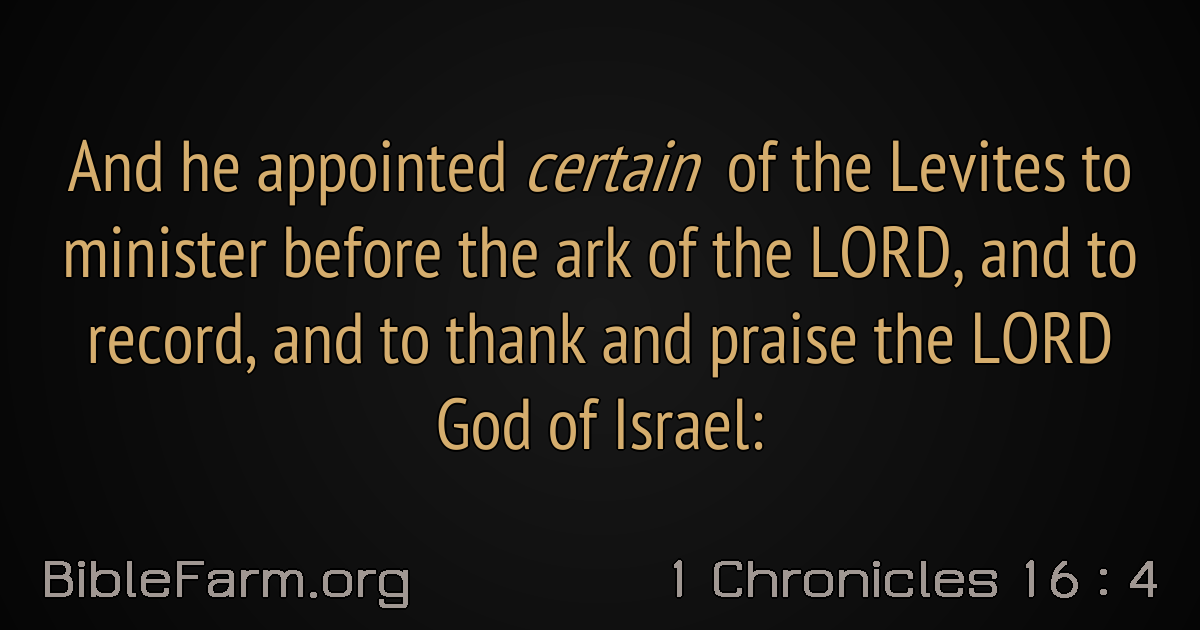 And he appointed certain of the Levites to
minister before the ark of the LORD, and to
record, and to thank and praise the LORD
God of Israel:
BibleFarm.org
1 Chronicles 16 : 4